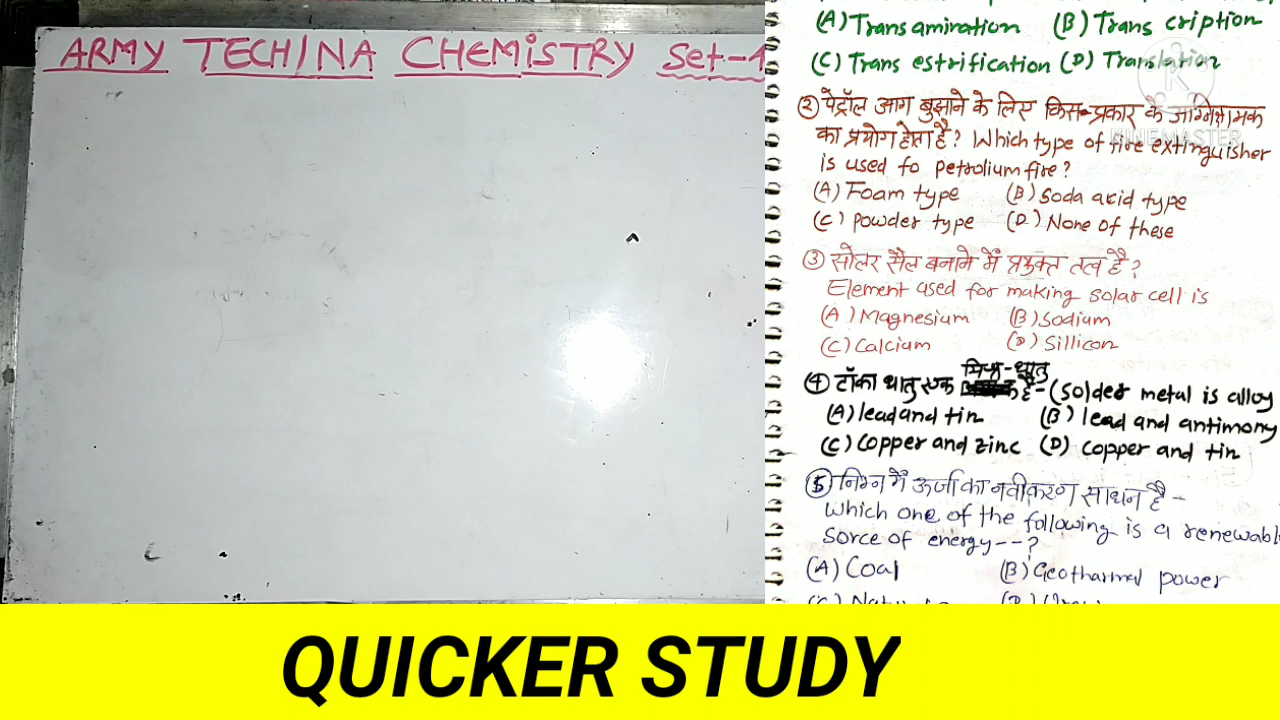 ARMY TECH/NA CHEMISTRY Set-4
(A) Transamiration (B) Trans cription
(C) Trans estrification (D) Translation
② पेट्रॉल आग बुझाने के लिए किस-प्रकार के अग्निशामक
का प्रयोग होता है? Which type of fire extinguisher
is used fo petrolium fire?
(A) Foam type (B) Soda acid type
(C) powder type (D) None of these
KINEMASTER
③ सोलर सैल बनाने में प्रयुक्त तत्व है?
Element used for making solar cell is
(A) Magnesium (B) Sodium
(C) Calcium (D) Sillicon
मिश्र-धातु
④ टाँका धातु एक है - (Solder metal is alloy
(A) lead and tin (B) lead and antimony
(C) Copper and zinc (D) copper and tin
⑤ निम्न में ऊर्जा का नवीकरण साधन है -
Which one of the following is a renewabl
Sorce of energy--?
(A) Coal (B) Geotharmal power
QUICKER STUDY